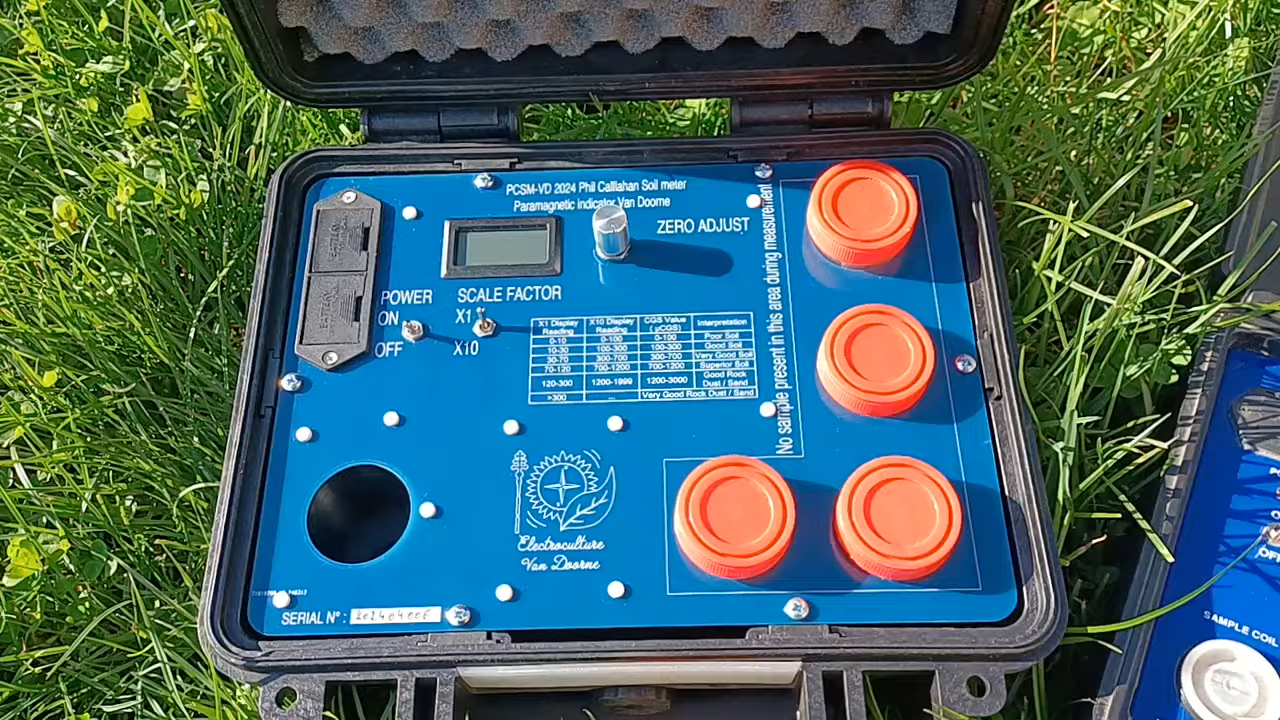 PCSM-VD 2024 Phil Calllahan Soil meter
Paramagnetic indicator Van Doorne
ZERO ADJUST
POWER
ON
OFF
SCALE FACTOR
X1
X10
X1 Display Reading X10 Display Reading CGS Value (µCGS) Interpretation
0-10 0-100 0-100 Poor Soil
10-30 100-300 100-300 Good Soil
30-70 300-700 300-700 Very Good Soil
70-120 700-1200 700-1200 Superior Soil
120-300 1200-1999 1200-3000 Good Rock Dust / Sand
>300 ... Very Good Rock Dust / Sand
No sample present in this area during measurement
Electroculture
Van Doorne
SERIAL N° : 202404006
SAMPLE COIL